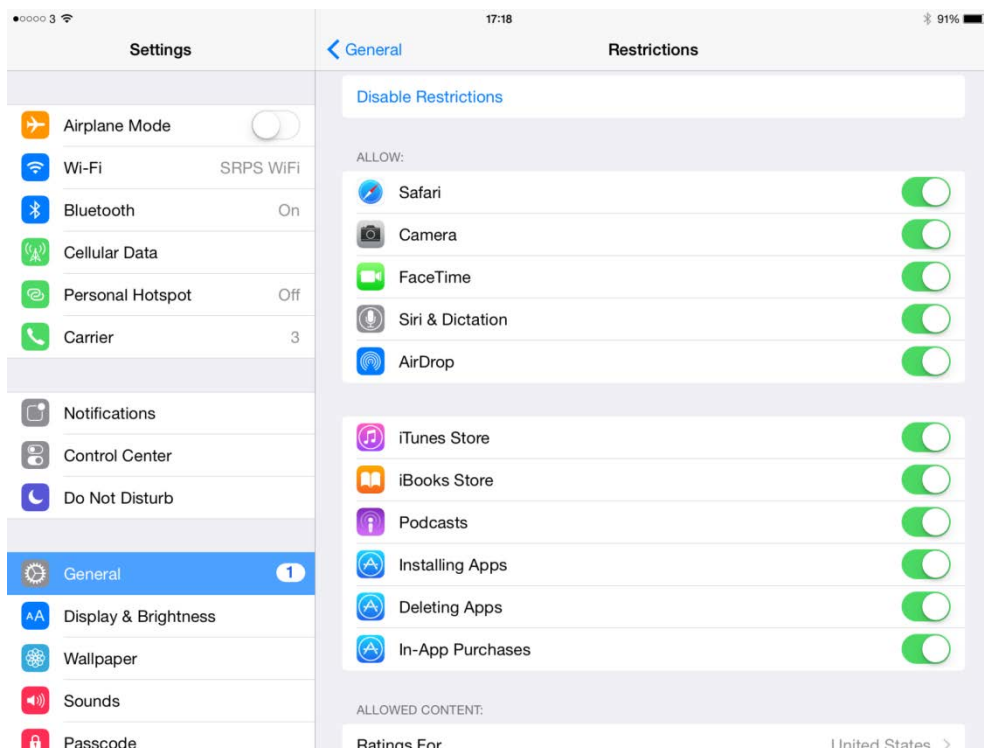 3 17:18 91%
Settings
Airplane Mode
Wi-Fi SRPS WiFi
Bluetooth On
Cellular Data
Personal Hotspot Off
Carrier 3
Notifications
Control Center
Do Not Disturb
General 1
AA Display & Brightness
Wallpaper
Sounds
Passcode
General Restrictions
Disable Restrictions
ALLOW:
Safari
Camera
FaceTime
Siri & Dictation
AirDrop
iTunes Store
iBooks Store
Podcasts
Installing Apps
Deleting Apps
In-App Purchases
ALLOWED CONTENT:
Ratings For United States